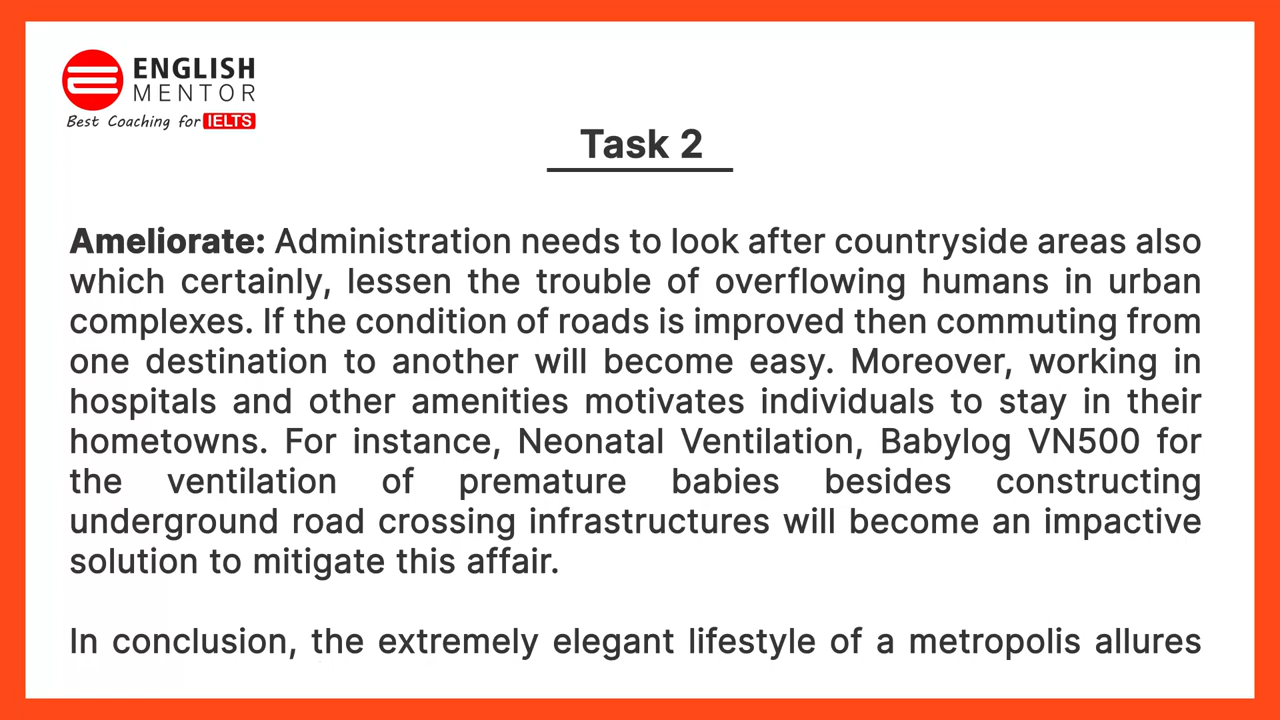 ENGLISH
MENTOR
Best Coaching for IELTS
Task 2
Ameliorate: Administration needs to look after countryside areas also
which certainly, lessen the trouble of overflowing humans in urban
complexes. If the condition of roads is improved then commuting from
one destination to another will become easy. Moreover, working in
hospitals and other amenities motivates individuals to stay in their
hometowns. For instance, Neonatal Ventilation, Babylog VN500 for
the ventilation of premature babies besides constructing
underground road crossing infrastructures will become an impactive
solution to mitigate this affair.
In conclusion, the extremely elegant lifestyle of a metropolis allures